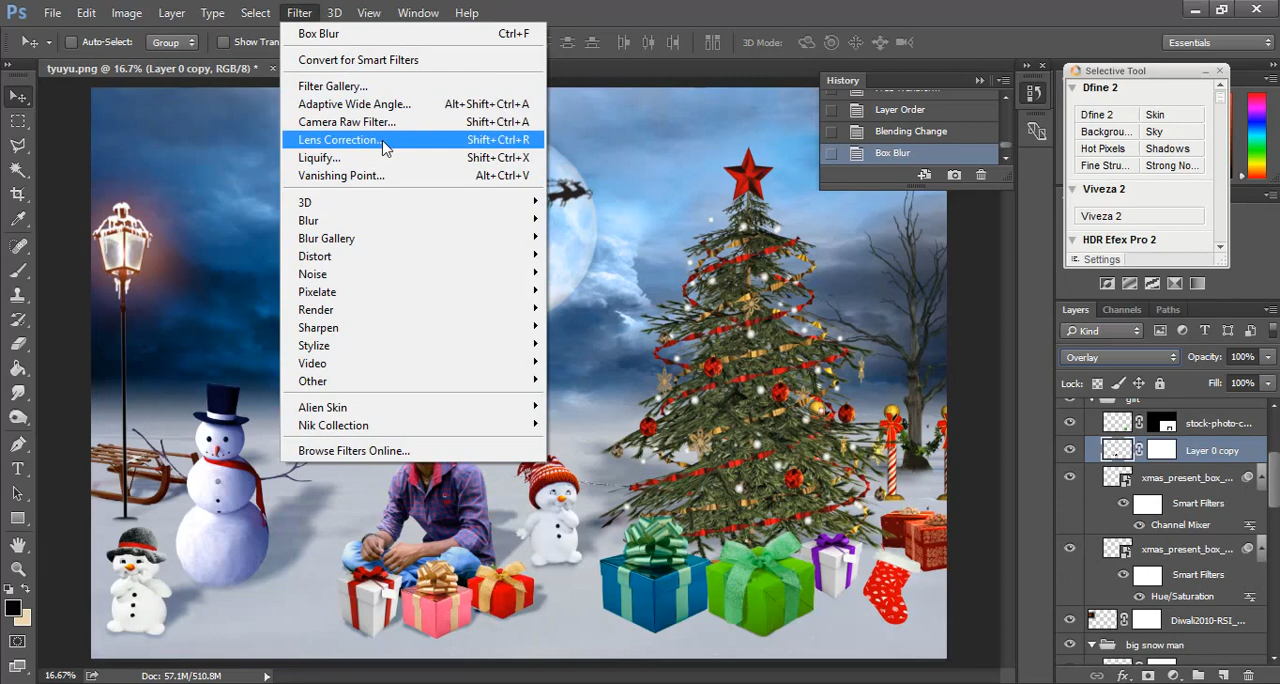 Ps File Edit Image Layer Type Select Filter 3D View Window Help
Auto-Select: Group Show Tran 3D Mode: Essentials
tyuyu.png @ 16.7% (Layer 0 copy, RGB/8) *
Box Blur Ctrl+F
Convert for Smart Filters
Filter Gallery...
Adaptive Wide Angle... Alt+Shift+Ctrl+A
Camera Raw Filter... Shift+Ctrl+A
Lens Correction... Shift+Ctrl+R
Liquify... Shift+Ctrl+X
Vanishing Point... Alt+Ctrl+V
3D
Blur
Blur Gallery
Distort
Noise
Pixelate
Render
Sharpen
Stylize
Video
Other
Alien Skin
Nik Collection
Browse Filters Online...
History
Layer Order
Blending Change
Box Blur
Selective Tool
Dfine 2
Dfine 2 Skin
Backgrou... Sky
Hot Pixels Shadows
Fine Stru... Strong No...
Viveza 2
Viveza 2
HDR Efex Pro 2
Settings
Layers Channels Paths
Kind
Overlay Opacity: 100%
Lock: Fill: 100%
gift
stock-photo-c...
Layer 0 copy
xmas_present_box_...
Smart Filters
Channel Mixer
xmas_present_box_...
Smart Filters
Hue/Saturation
Diwali2010-RSI_...
big snow man
16.67% Doc: 57.1M/510.8M